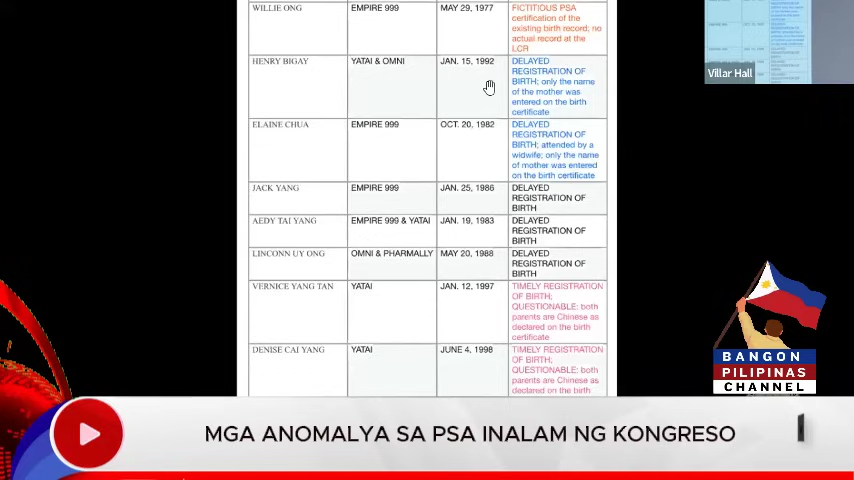 WILLIE ONG
EMPIRE 999
MAY 29, 1977
FICTITIOUS PSA
certification of the
existing birth record; no
actual record at the
LCR
HENRY BIGAY
YATAI & OMNI
JAN. 15, 1992
DELAYED
REGISTRATION OF
BIRTH; only the name
of the mother was
entered on the birth
certificate
ELAINE CHUA
EMPIRE 999
OCT. 20, 1982
DELAYED
REGISTRATION OF
BIRTH; attended by a
widwife; only the name
of mother was entered
on the birth certificate
JACK YANG
EMPIRE 999
JAN. 25, 1986
DELAYED
REGISTRATION OF
BIRTH
AEDY TAI YANG
EMPIRE 999 & YATAI
JAN. 19, 1983
DELAYED
REGISTRATION OF
BIRTH
LINCONN UY ONG
OMNI & PHARMALLY
MAY 20, 1988
DELAYED
REGISTRATION OF
BIRTH
VERNICE YANG TAN
YATAI
JAN. 12, 1997
TIMELY REGISTRATION
OF BIRTH;
QUESTIONABLE: both
parents are Chinese as
declared on the birth
certificate
DENISE CAI YANG
YATAI
JUNE 4, 1998
TIMELY REGISTRATION
OF BIRTH;
QUESTIONABLE: both
parents are Chinese as
declared on the birth
Villar Hall
BANGON
PILIPINAS
CHANNEL
MGA ANOMALYA SA PSA INALAM NG KONGRESO